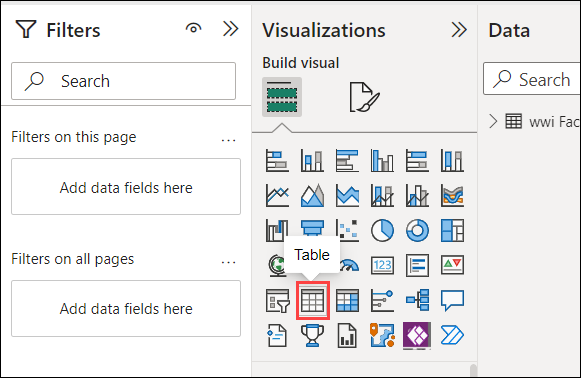 Filters
Search
Filters on this page
...
Add data fields here
Filters on all pages
...
Add data fields here
Visualizations
Build visual
123
Table
Data
Search
wwi Fac